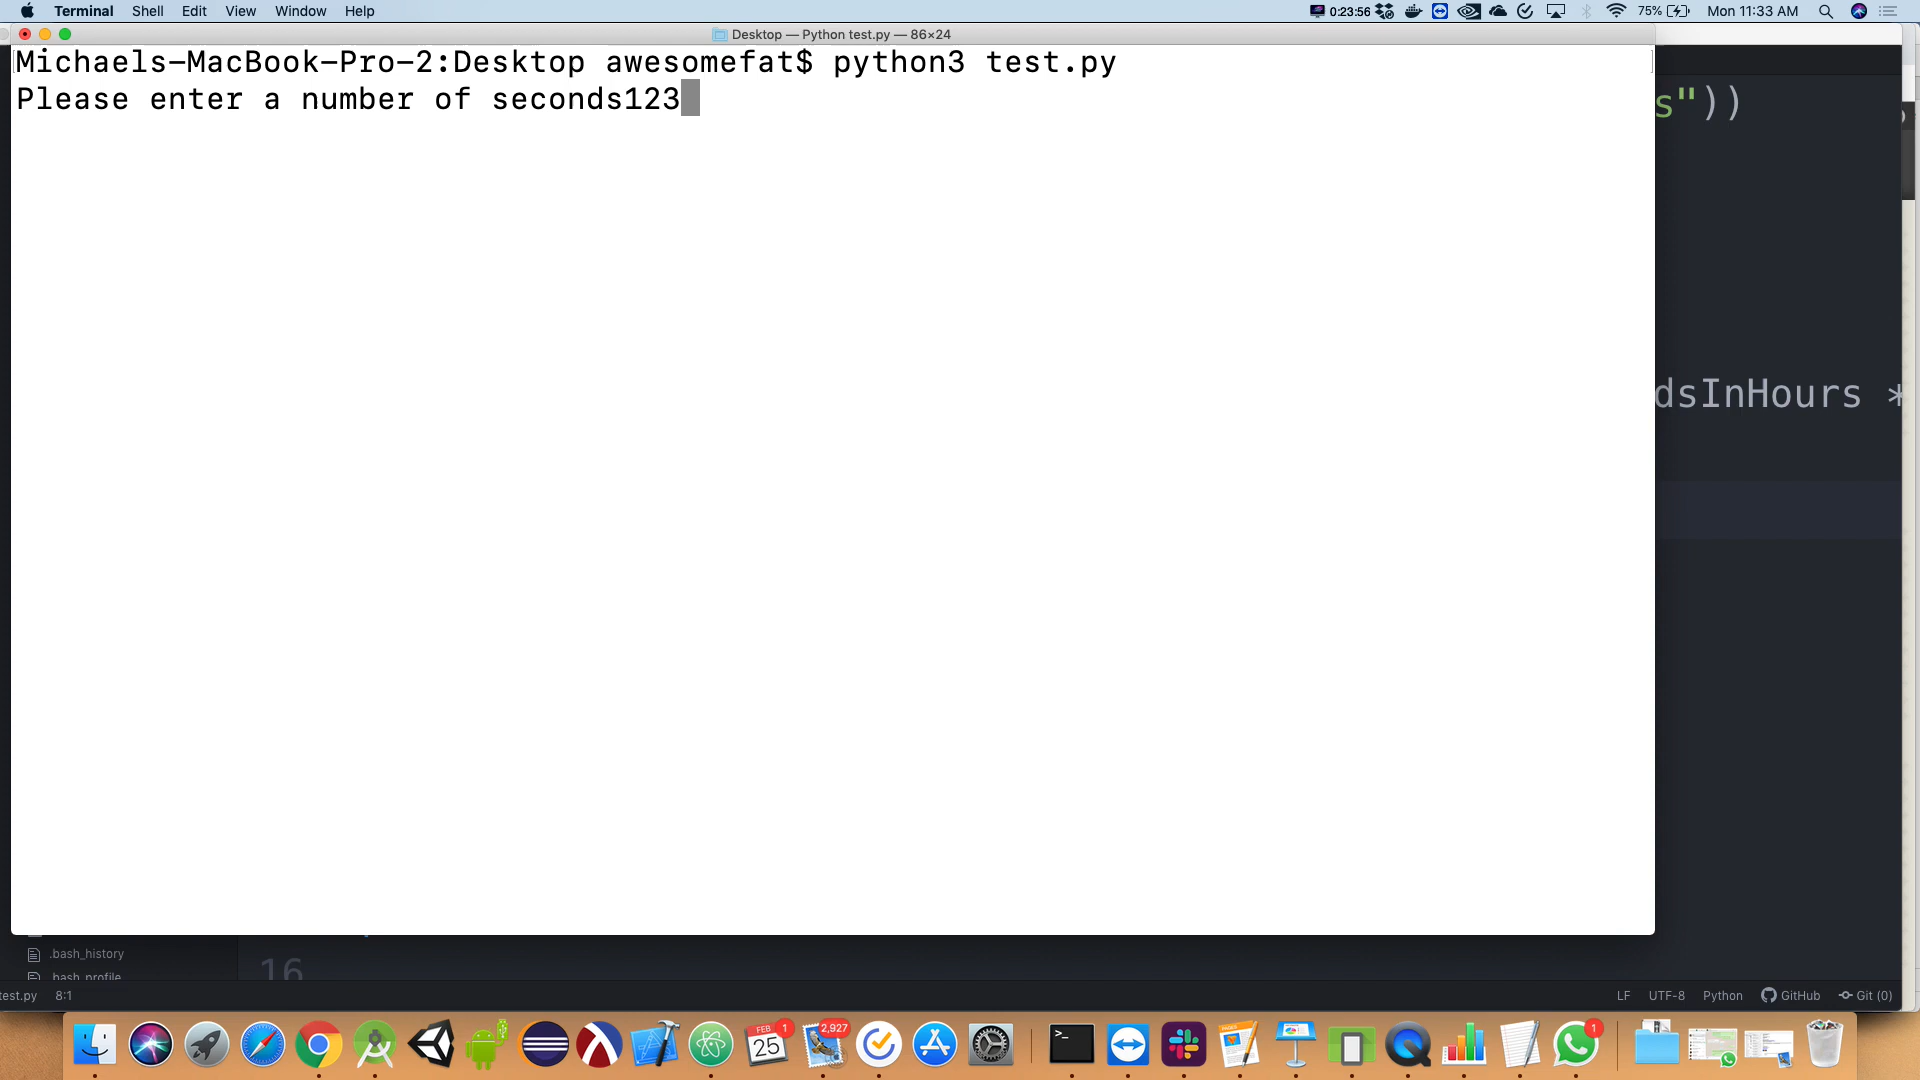 Terminal Shell Edit View Window Help 0:23:56 75% Mon 11:33 AM
Desktop — Python test.py — 86×24
Michaels-MacBook-Pro-2:Desktop awesomefat$ python3 test.py
Please enter a number of seconds123
s"))
dsInHours *
.bash_history
16
.bash_profile
test.py 8:1 LF UTF-8 Python GitHub Git (0)
FEB 1 2,927 1
25
PAGES